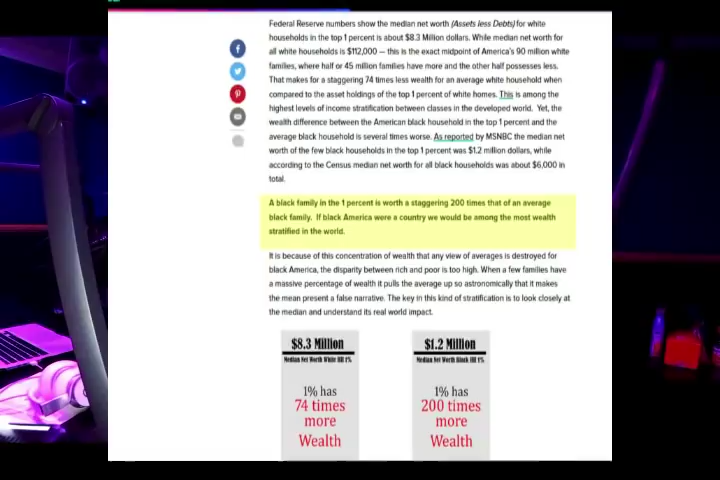 Federal Reserve numbers show the median net worth (Assets less Debts) for white
households in the top 1 percent is about $8.3 Million dollars. While median net worth for
all white households is $112,000 – this is the exact midpoint of America's 90 million white
families, where half or 45 million families have more and the other half possesses less.
That makes for a staggering 74 times less wealth for an average white household when
compared to the asset holdings of the top 1 percent of white homes. This is among the
highest levels of income stratification between classes in the developed world. Yet, the
wealth difference between the American black household in the top 1 percent and the
average black household is several times worse. As reported by MSNBC the median net
worth of the few black households in the top 1 percent was $1.2 million dollars, while
according to the Census median net worth for all black households was about $6,000 in
total.
A black family in the 1 percent is worth a staggering 200 times that of an average
black family. If black America were a country we would be among the most wealth
stratified in the world.
It is because of this concentration of wealth that any view of averages is destroyed for
black America, the disparity between rich and poor is too high. When a few families have
a massive percentage of wealth it pulls the average up so astronomically that it makes
the mean present a false narrative. The key in this kind of stratification is to look closely at
the median and understand its real world impact.
$8.3 Million
Median Net Worth White HH 1%
1% has
74 times
more
Wealth
$1.2 Million
Median Net Worth Black HH 1%
1% has
200 times
more
Wealth